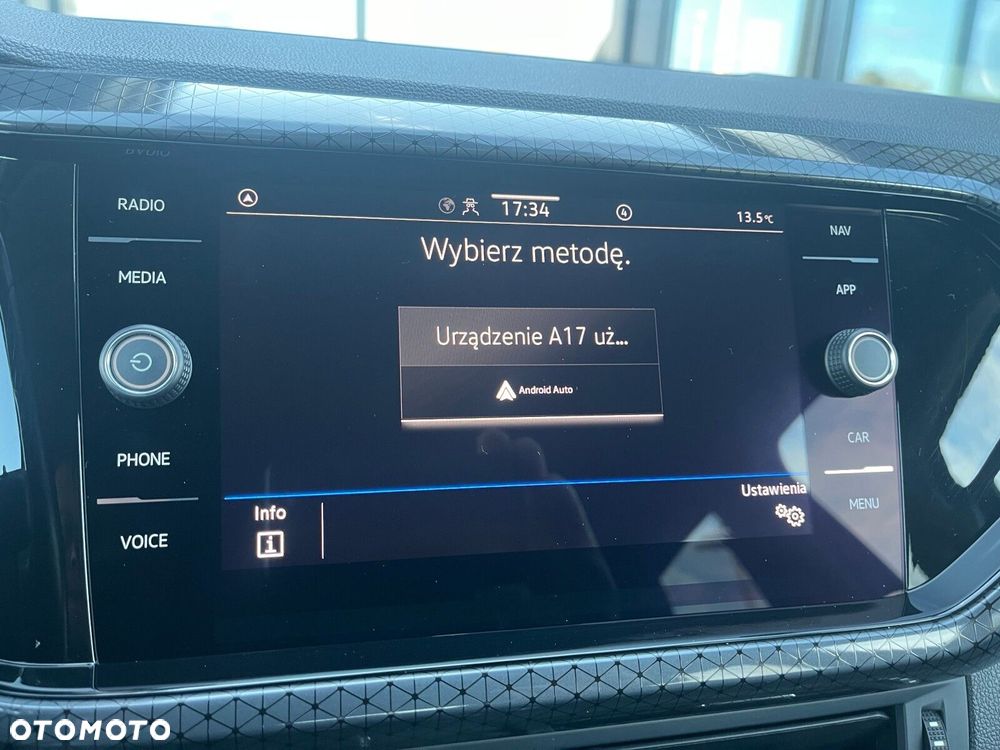 RADIO
MEDIA
PHONE
VOICE
17:34
4
13.5°C
Wybierz metodę.
Urządzenie A17 uż...
Android Auto
Info
i
Ustawienia
NAV
APP
CAR
MENU
OTOMOTO